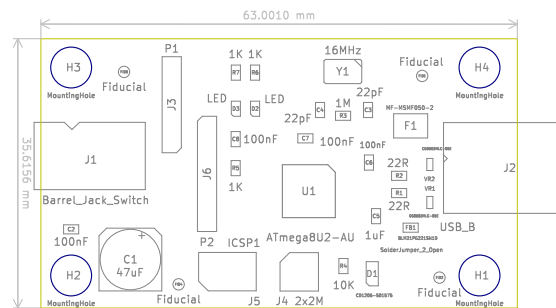 63.0010 mm
35.6156 mm
H3
MountingHole
Fiducial
P1
J3
1K 1K
R7 R6
LED
D3 D2
LED
16MHz
Y1
Fiducial
H4
MountingHole
22pF
C4
1M
R3
22pF
C3
MF-MSMF050-2
F1
C8
100nF
C7
100nF
100nF
C6
J1
Barrel_Jack_Switch
J6
R5
1K
U1
ATmega8U2-AU
22R
R2
R1
22R
VR2
VR1
J2
USB_B
C5
1uF
FB1
SolderJumper_2_Open
C2
100nF
C1
47uF
+
P2
ICSP1
J5
J4 2x2M
R4
10K
D1
H2
MountingHole
Fiducial
Fiducial
H1
MountingHole